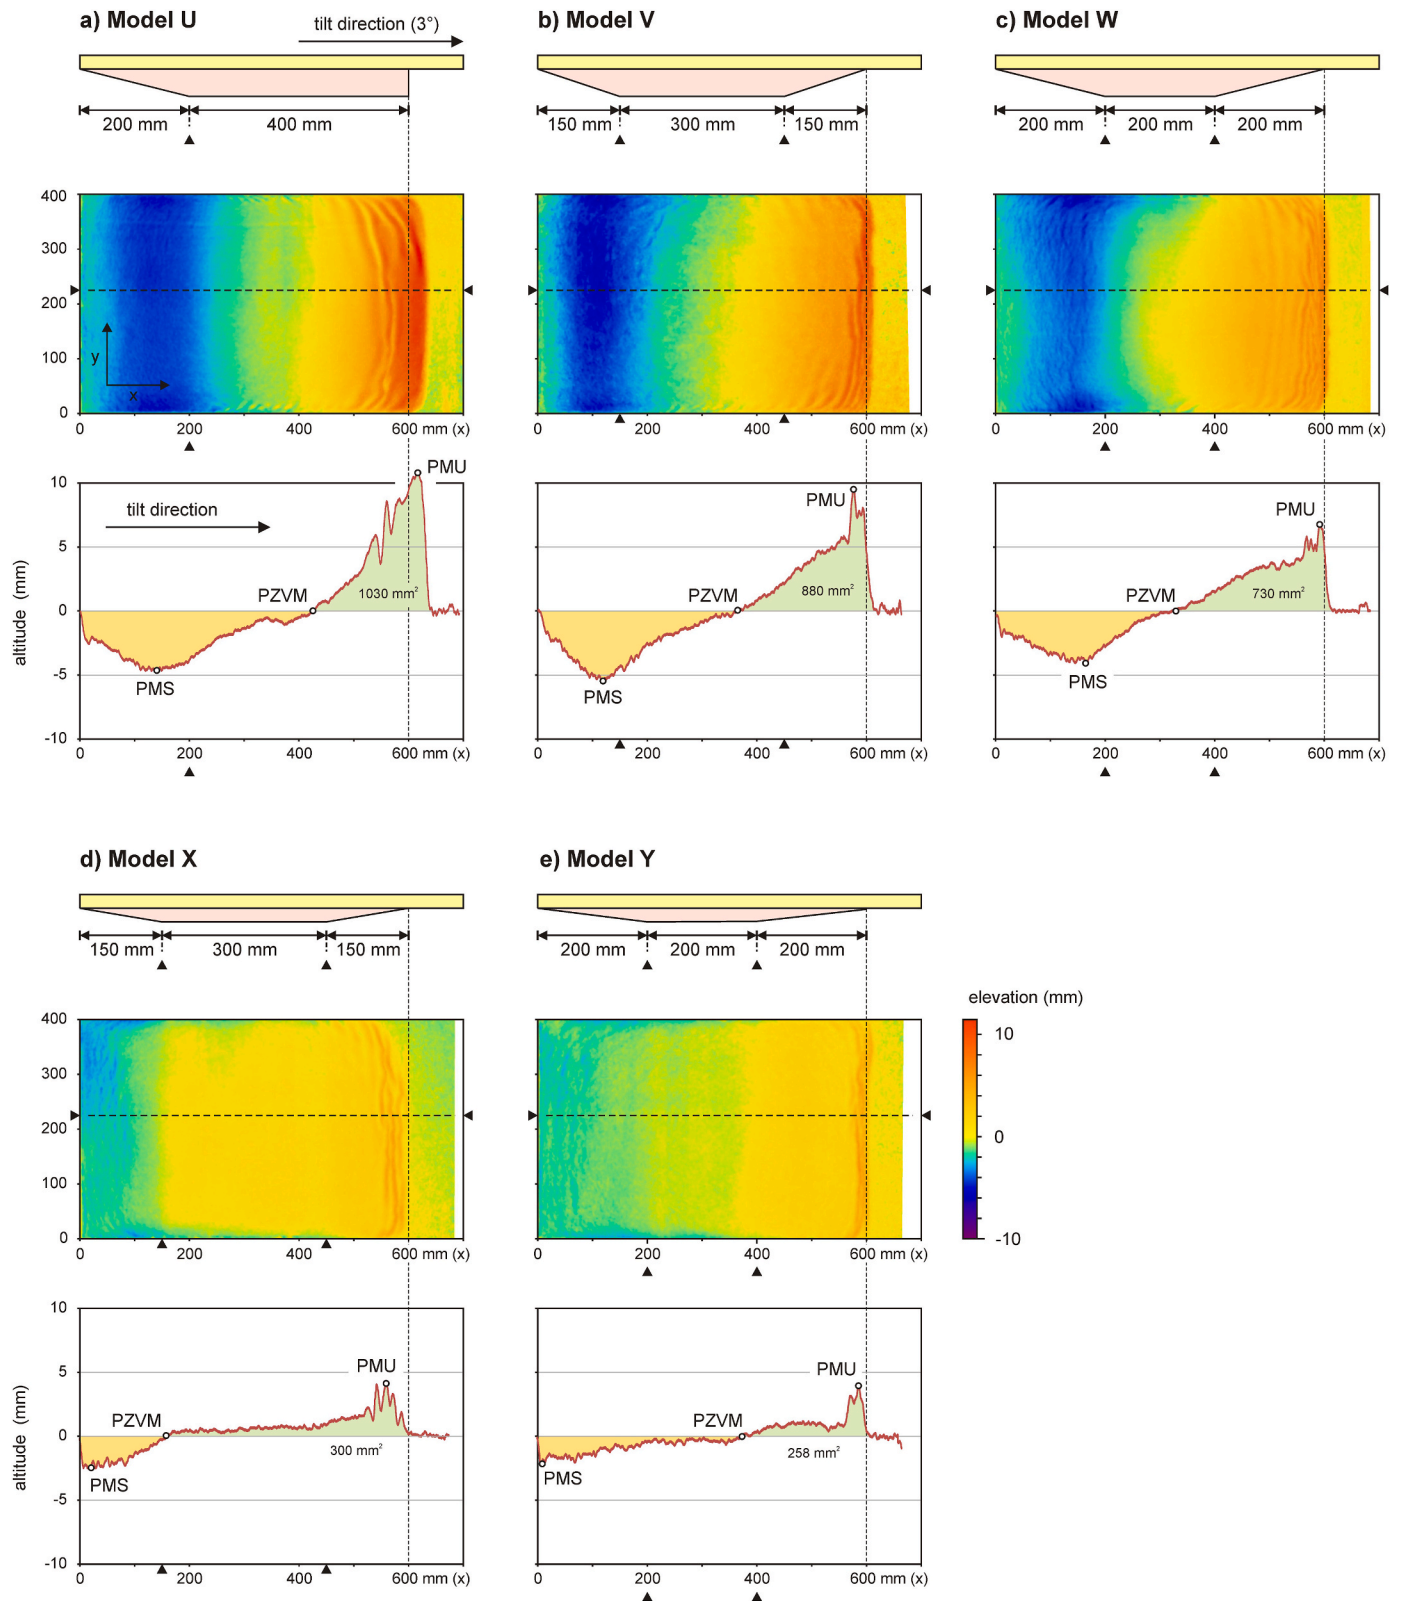 a) Model U
tilt direction (3°)
b) Model V
c) Model W
200 mm
400 mm
150 mm
300 mm
150 mm
200 mm
200 mm
200 mm
400
300
200
100
0
y
x
0
200
400
600 mm (x)
0
200
400
600 mm (x)
0
200
400
600 mm (x)
altitude (mm)
10
5
0
-5
-10
tilt direction
PMU
PZVM
1030 mm²
PMS
0
200
400
600 mm (x)
PMU
PZVM
880 mm²
PMS
0
200
400
600 mm (x)
PMU
PZVM
730 mm²
PMS
0
200
400
600 mm (x)
d) Model X
e) Model Y
150 mm
300 mm
150 mm
200 mm
200 mm
200 mm
400
300
200
100
0
0
200
400
600 mm (x)
0
200
400
600 mm (x)
elevation (mm)
10
0
-10
altitude (mm)
10
5
0
-5
-10
PMU
PZVM
300 mm²
PMS
0
200
400
600 mm (x)
PMU
PZVM
258 mm²
PMS
0
200
400
600 mm (x)